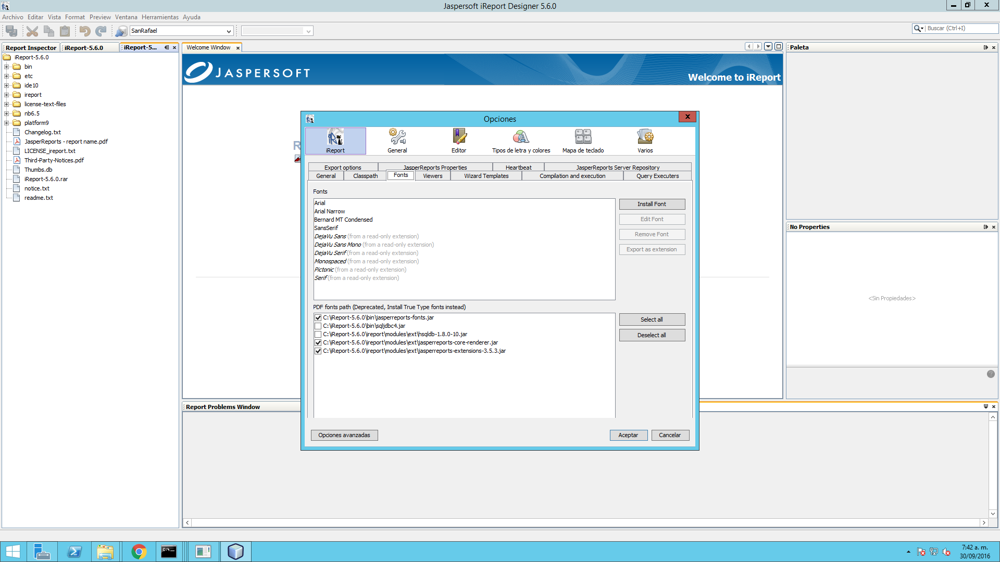 Jaspersoft iReport Designer 5.6.0
Archivo Editar Vista Format Preview Ventana Herramientas Ayuda
SanRafael
Buscar (Ctrl+I)
Report Inspector
iReport-5.6.0
iReport-5...
Welcome Window
Paleta
iReport-5.6.0
bin
etc
ide10
ireport
license-text-files
nb6.5
platform9
Changelog.txt
JasperReports - report name.pdf
LICENSE_ireport.txt
Third-Party-Notices.pdf
Thumbs.db
iReport-5.6.0.rar
notice.txt
readme.txt
JASPERSOFT
Welcome to iReport
R
Opciones
iReport
General
Editor
Tipos de letra y colores
Mapa de teclado
Varios
Export options
JasperReports Properties
Heartbeat
JasperReports Server Repository
General
Classpath
Fonts
Viewers
Wizard Templates
Compilation and execution
Query Executers
Fonts
Arial
Arial Narrow
Bernard MT Condensed
SansSerif
DejaVu Sans (from a read-only extension)
DejaVu Sans Mono (from a read-only extension)
DejaVu Serif (from a read-only extension)
Monospaced (from a read-only extension)
Pictonic (from a read-only extension)
Serif (from a read-only extension)
Install Font
Edit Font
Remove Font
Export as extension
PDF fonts path (Deprecated, Install True Type fonts instead)
C:\iReport-5.6.0\bin\jasperreports-fonts.jar
C:\iReport-5.6.0\bin\sqljdbc4.jar
C:\iReport-5.6.0\ireport\modules\ext\hsqldb-1.8.0-10.jar
C:\iReport-5.6.0\ireport\modules\ext\jasperreports-core-renderer.jar
C:\iReport-5.6.0\ireport\modules\ext\jasperreports-extensions-3.5.3.jar
Select all
Deselect all
Opciones avanzadas
Aceptar
Cancelar
No Properties
<Sin Propiedades>
Report Problems Window
C:\
7:42 a. m.
30/09/2016